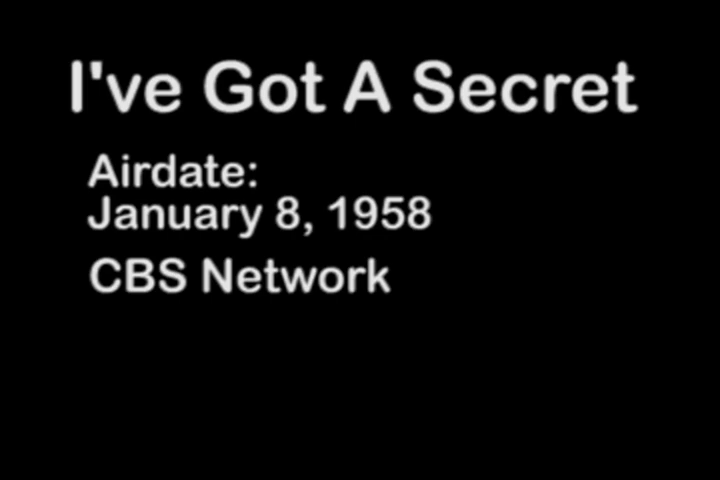 I've Got A Secret
Airdate:
January 8, 1958
CBS Network